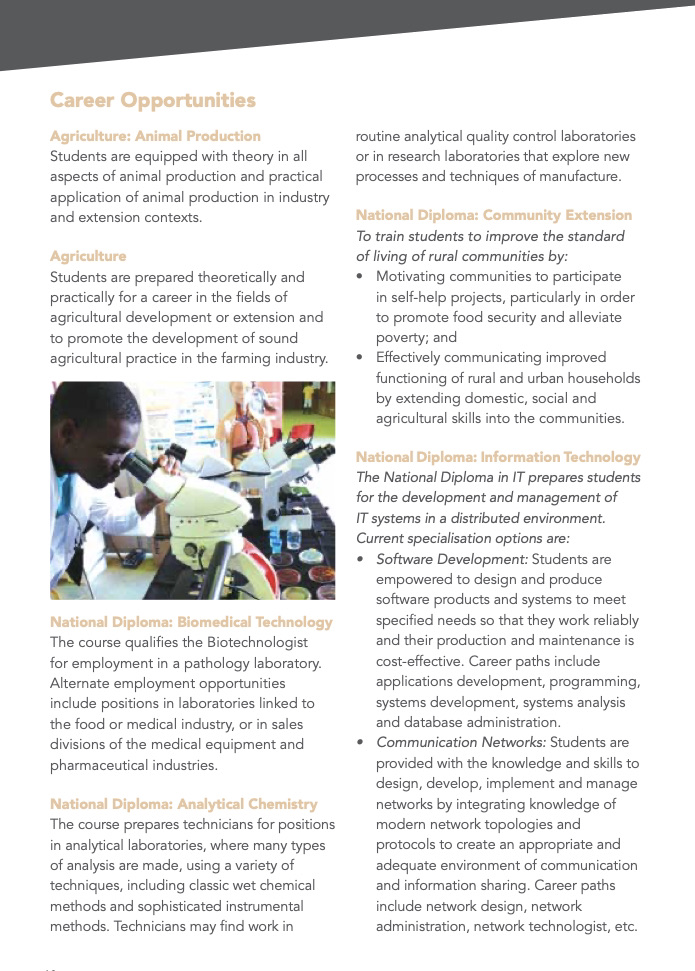 Career Opportunities
Agriculture: Animal Production
Students are equipped with theory in all
aspects of animal production and practical
application of animal production in industry
and extension contexts.
Agriculture
Students are prepared theoretically and
practically for a career in the fields of
agricultural development or extension and
to promote the development of sound
agricultural practice in the farming industry.
National Diploma: Biomedical Technology
The course qualifies the Biotechnologist
for employment in a pathology laboratory.
Alternate employment opportunities
include positions in laboratories linked to
the food or medical industry, or in sales
divisions of the medical equipment and
pharmaceutical industries.
National Diploma: Analytical Chemistry
The course prepares technicians for positions
in analytical laboratories, where many types
of analysis are made, using a variety of
techniques, including classic wet chemical
methods and sophisticated instrumental
methods. Technicians may find work in
routine analytical quality control laboratories
or in research laboratories that explore new
processes and techniques of manufacture.
National Diploma: Community Extension
To train students to improve the standard
of living of rural communities by:
• Motivating communities to participate
in self-help projects, particularly in order
to promote food security and alleviate
poverty; and
• Effectively communicating improved
functioning of rural and urban households
by extending domestic, social and
agricultural skills into the communities.
National Diploma: Information Technology
The National Diploma in IT prepares students
for the development and management of
IT systems in a distributed environment.
Current specialisation options are:
• Software Development: Students are
empowered to design and produce
software products and systems to meet
specified needs so that they work reliably
and their production and maintenance is
cost-effective. Career paths include
applications development, programming,
systems development, systems analysis
and database administration.
• Communication Networks: Students are
provided with the knowledge and skills to
design, develop, implement and manage
networks by integrating knowledge of
modern network topologies and
protocols to create an appropriate and
adequate environment of communication
and information sharing. Career paths
include network design, network
administration, network technologist, etc.